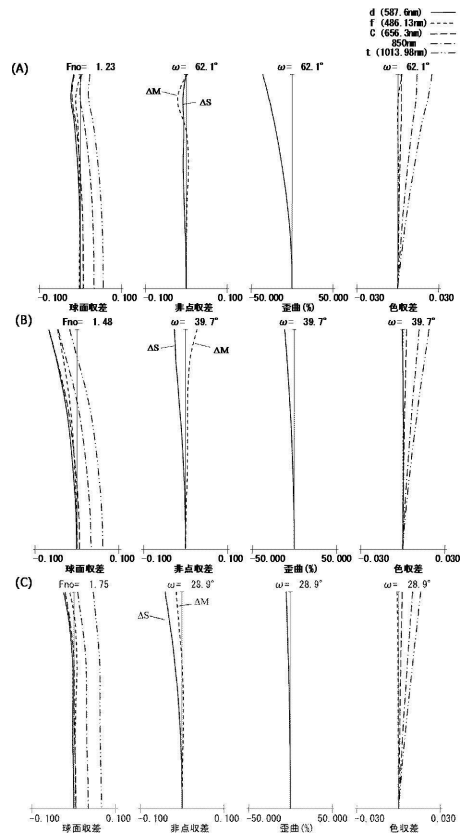 d (587.6nm)
f (486.13nm)
C (656.3nm)
850nm
t (1013.98nm)
(A)
Fno= 1.23
ω= 62.1°
ω= 62.1°
ω= 62.1°
ΔM
ΔS
-0.100 0.100
球面収差
-0.100 0.100
非点収差
-50.000 50.000
歪曲(%)
-0.030 0.030
色収差
(B)
Fno= 1.48
ω= 39.7°
ω= 39.7°
ω= 39.7°
ΔS
ΔM
-0.100 0.100
球面収差
-0.100 0.100
非点収差
-50.000 50.000
歪曲(%)
-0.030 0.030
色収差
(C)
Fno= 1.75
ω= 28.9°
ω= 28.9°
ω= 28.9°
ΔS
ΔM
-0.100 0.100
球面収差
-0.100 0.100
非点収差
-50.000 50.000
歪曲(%)
-0.030 0.030
色収差